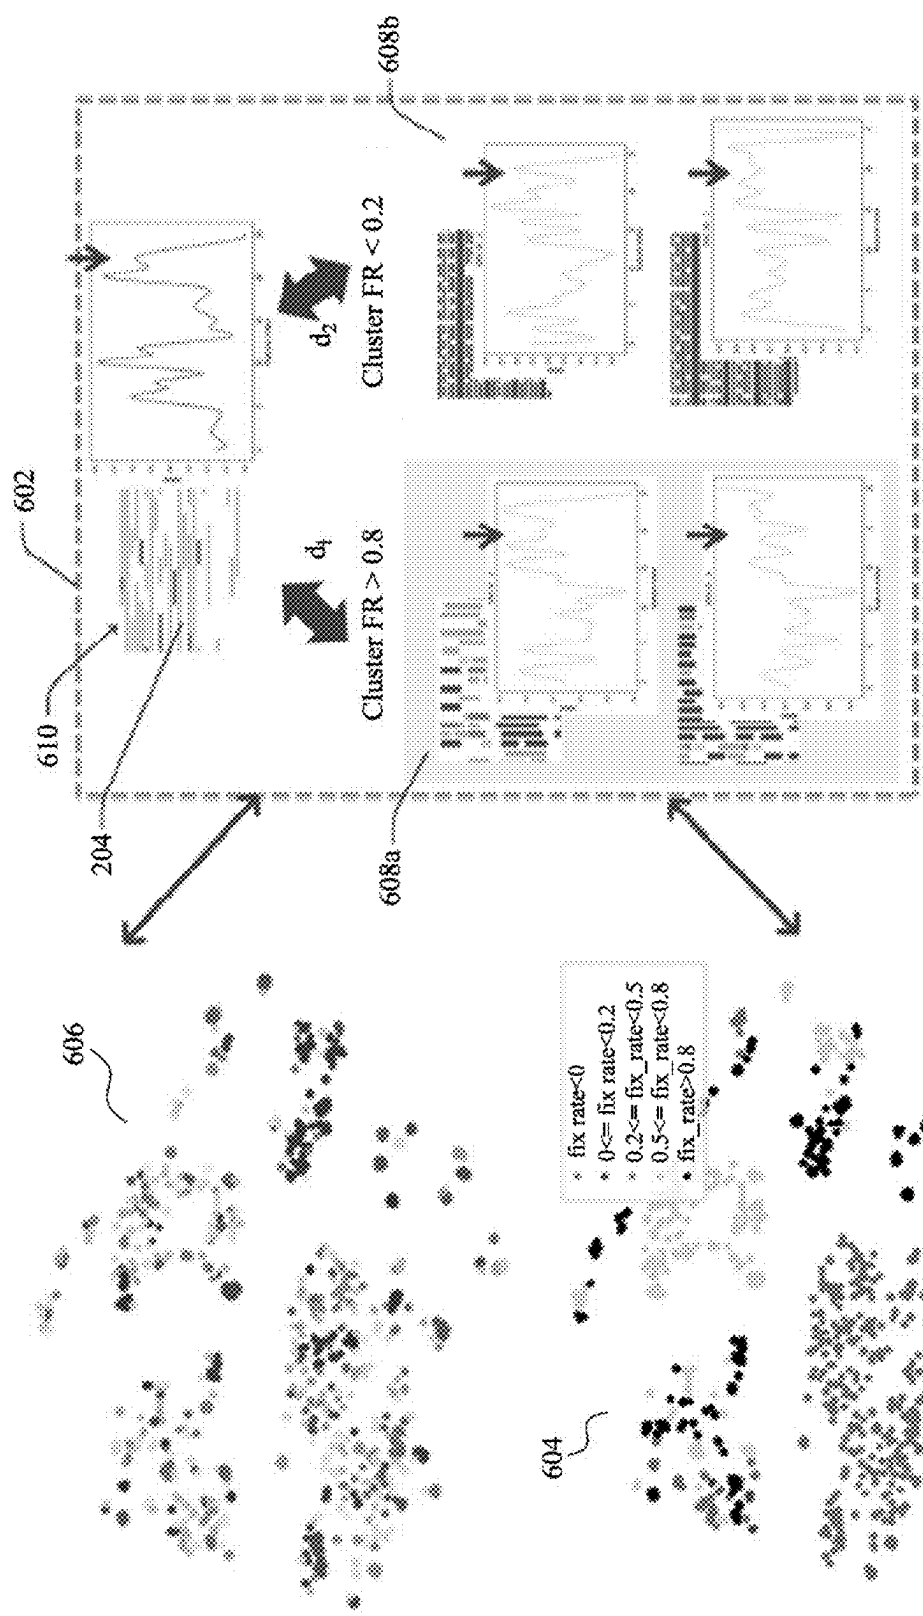 602
610
204
606
d1
d2
Cluster FR > 0.8
Cluster FR < 0.2
608a
608b
604
fix rate<0
0<= fix rate<0.2
0.2<= fix_rate<0.5
0.5<= fix_rate<0.8
fix_rate>0.8